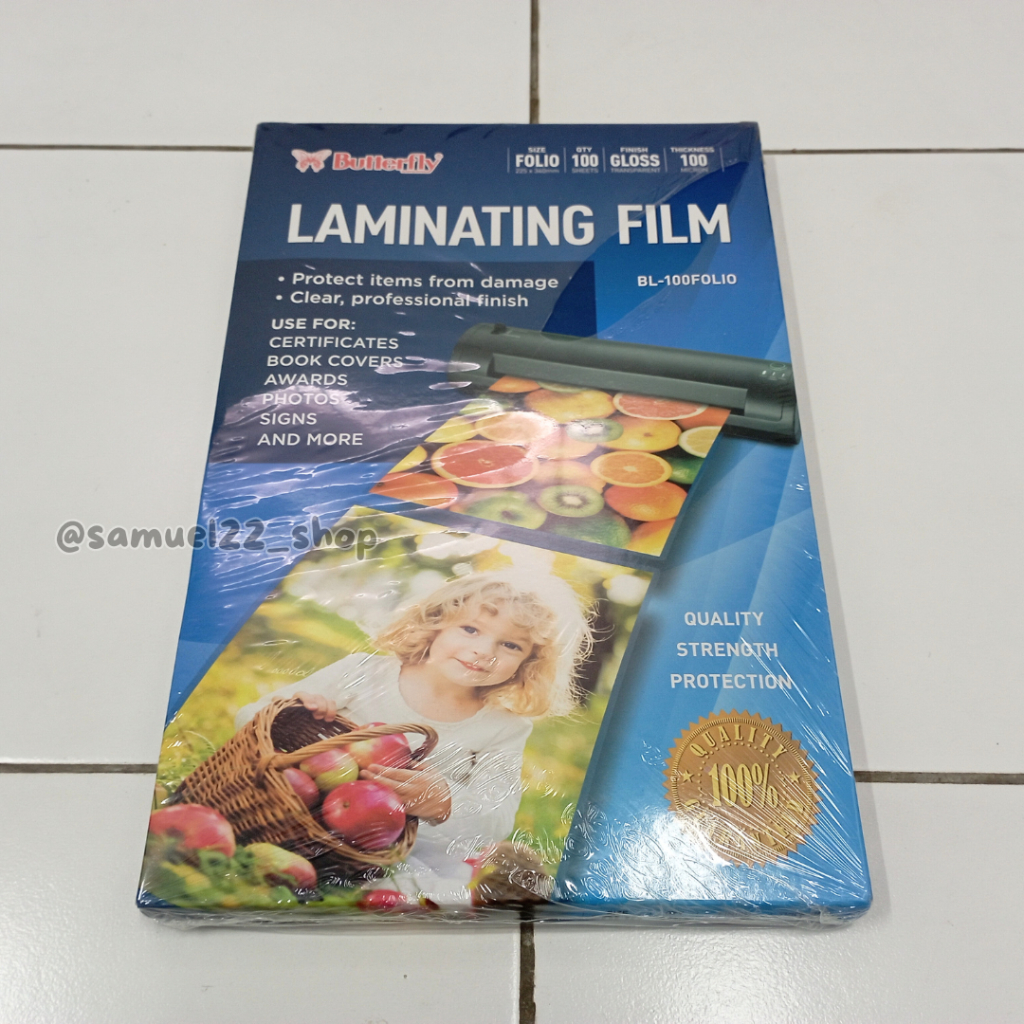 Butterfly
SIZE QTY FINISH THICKNESS
FOLIO 100 GLOSS 100
225 x 340mm SHEETS TRANSPARENT MICRON
LAMINATING FILM
• Protect items from damage
• Clear, professional finish
BL-100FOLIO
USE FOR:
CERTIFICATES
BOOK COVERS
AWARDS
PHOTOS
SIGNS
AND MORE
@samuel22_shop
QUALITY
STRENGTH
PROTECTION
QUALITY
100%